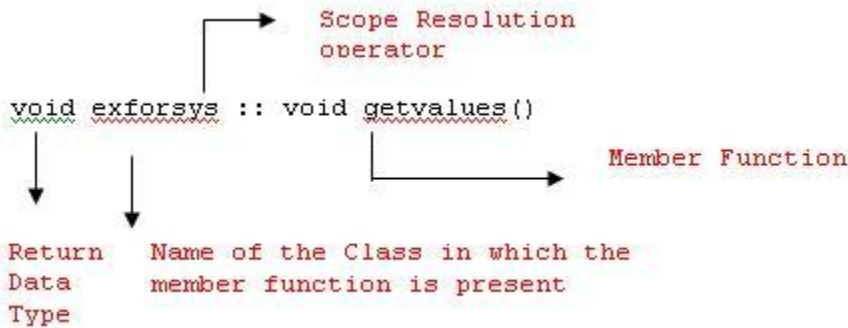 Scope Resolution
operator
void exforsys :: void getvalues()
Member Function
Return
Data
Type
Name of the Class in which the
member function is present